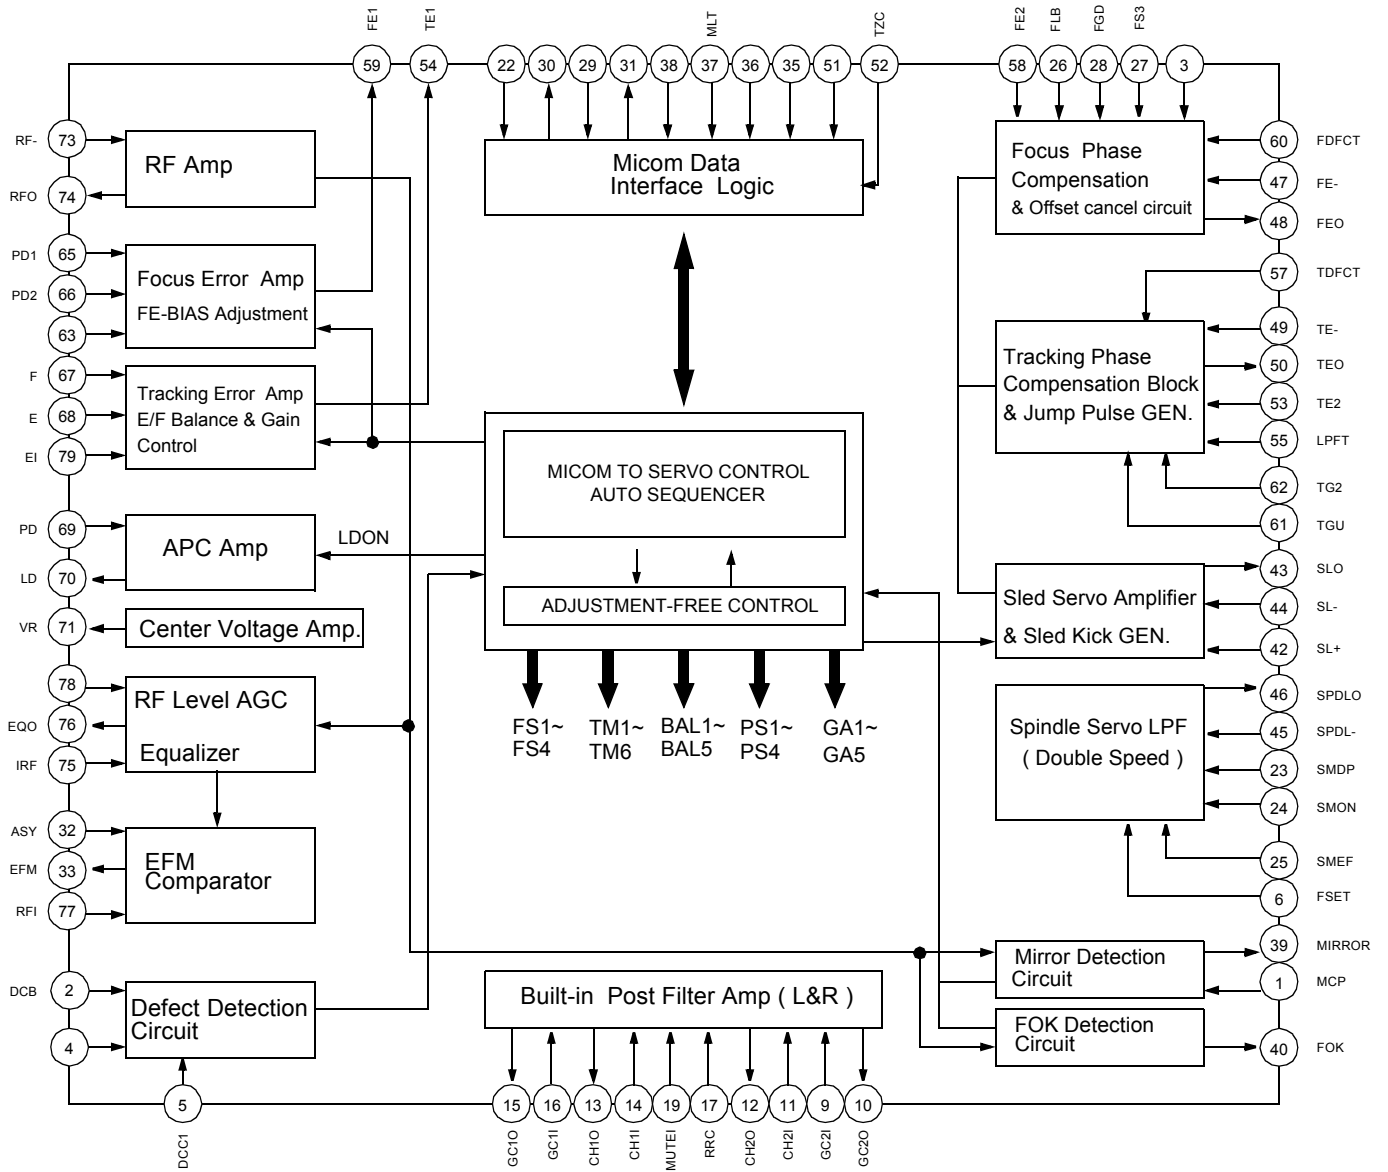 FE1
TE1
MLT
TZC
FE2
FLB
FGD
FS3
59
54
22
30
29
31
38
37
36
35
51
52
58
26
28
27
3
RF-
73
RFO
74
RF Amp
PD1
65
PD2
66
63
Focus Error Amp
FE-BIAS Adjustment
F
67
E
68
EI
79
Tracking Error Amp
E/F Balance & Gain
Control
PD
69
LD
70
APC Amp
LDON
VR
71
Center Voltage Amp.
78
EQO
76
IRF
75
RF Level AGC
Equalizer
ASY
32
EFM
33
RFI
77
EFM
Comparator
DCB
2
4
Defect Detection
Circuit
5
DCC1
Micom Data
Interface Logic
MICOM TO SERVO CONTROL
AUTO SEQUENCER
ADJUSTMENT-FREE CONTROL
FS1~
FS4
TM1~
TM6
BAL1~
BAL5
PS1~
PS4
GA1~
GA5
Built-in Post Filter Amp ( L&R )
15
16
13
14
19
17
12
11
9
10
GC1O
GC1I
CH1O
CH1I
MUTEI
RRC
CH2O
CH2I
GC2I
GC2O
Focus Phase
Compensation
& Offset cancel circuit
60
FDFCT
47
FE-
48
FEO
57
TDFCT
Tracking Phase
Compensation Block
& Jump Pulse GEN.
49
TE-
50
TEO
53
TE2
55
LPFT
62
TG2
61
TGU
Sled Servo Amplifier
& Sled Kick GEN.
43
SLO
44
SL-
42
SL+
Spindle Servo LPF
( Double Speed )
46
SPDLO
45
SPDL-
23
SMDP
24
SMON
25
SMEF
6
FSET
Mirror Detection
Circuit
39
MIRROR
1
MCP
FOK Detection
Circuit
40
FOK